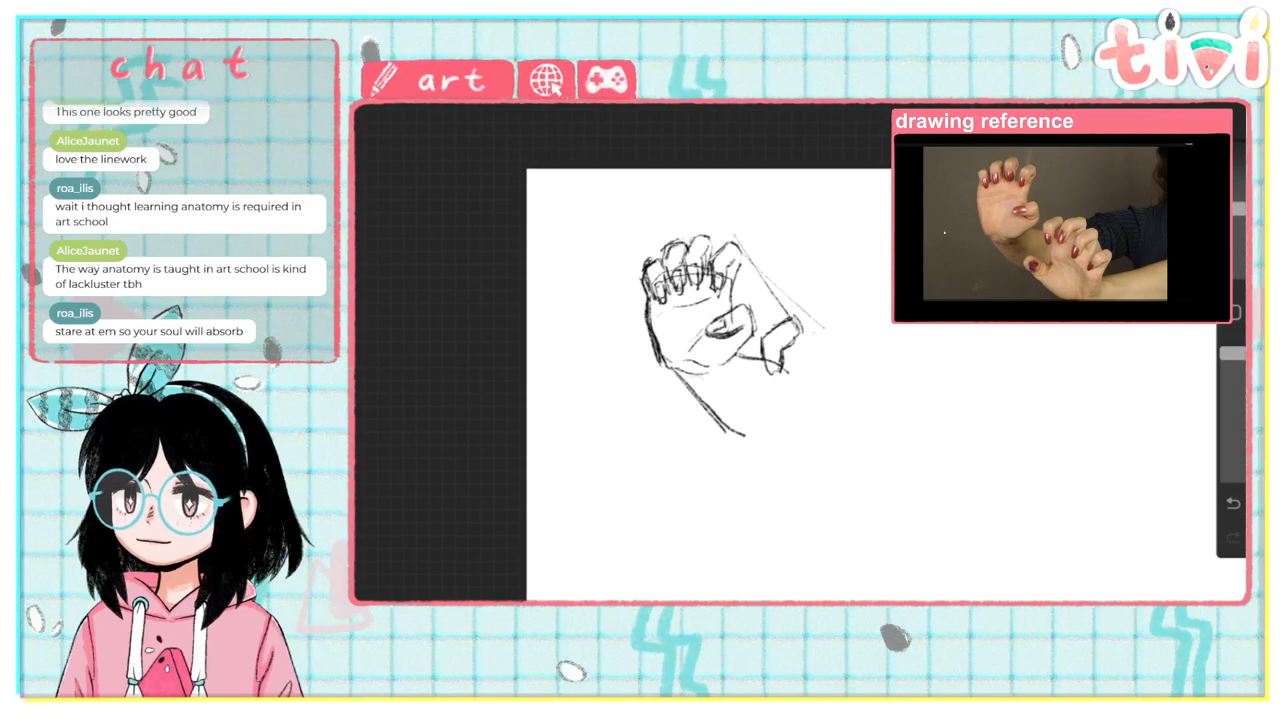 chat
This one looks pretty good
AliceJaunet
love the linework
roa_ilis
wait i thought learning anatomy is required in
art school
AliceJaunet
The way anatomy is taught in art school is kind
of lackluster tbh
roa_ilis
stare at em so your soul will absorb
art
drawing reference
tivi